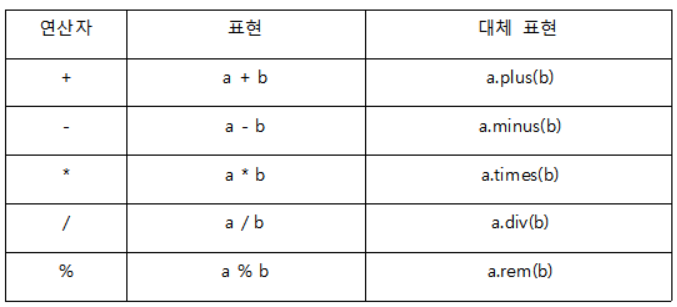 연산자 표현 대체 표현
+ a + b a.plus(b)
- a - b a.minus(b)
* a * b a.times(b)
/ a / b a.div(b)
% a % b a.rem(b)